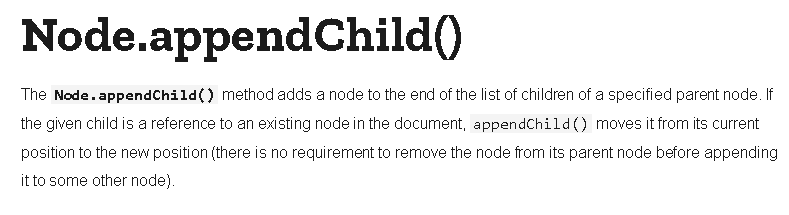 Node.appendChild()
The Node.appendChild() method adds a node to the end of the list of children of a specified parent node. If
the given child is a reference to an existing node in the document, appendChild() moves it from its current
position to the new position (there is no requirement to remove the node from its parent node before appending
it to some other node).